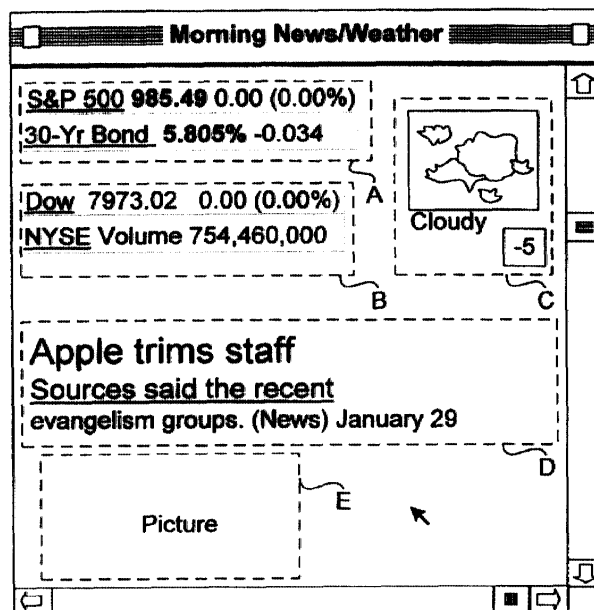 Morning News/Weather
S&P 500 985.49 0.00 (0.00%)
30-Yr Bond 5.805% -0.034
A
Dow 7973.02 0.00 (0.00%)
NYSE Volume 754,460,000
B
Cloudy
-5
C
Apple trims staff
Sources said the recent
evangelism groups. (News) January 29
D
Picture
E